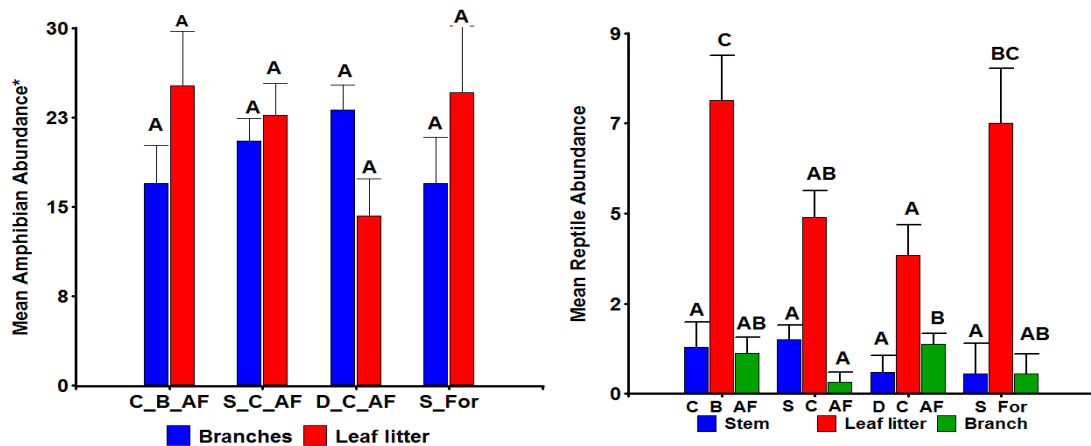 Mean Amphibian Abundance*
30
23
15
8
0
A A A A A A A A
C_B_AF S_C_AF D_C_AF S_For
Branches Leaf litter
Mean Reptile Abundance
9
7
5
2
0
A C AB A AB A A A B A BC AB
C B AF S C AF D C AF S For
Stem Leaf litter Branch